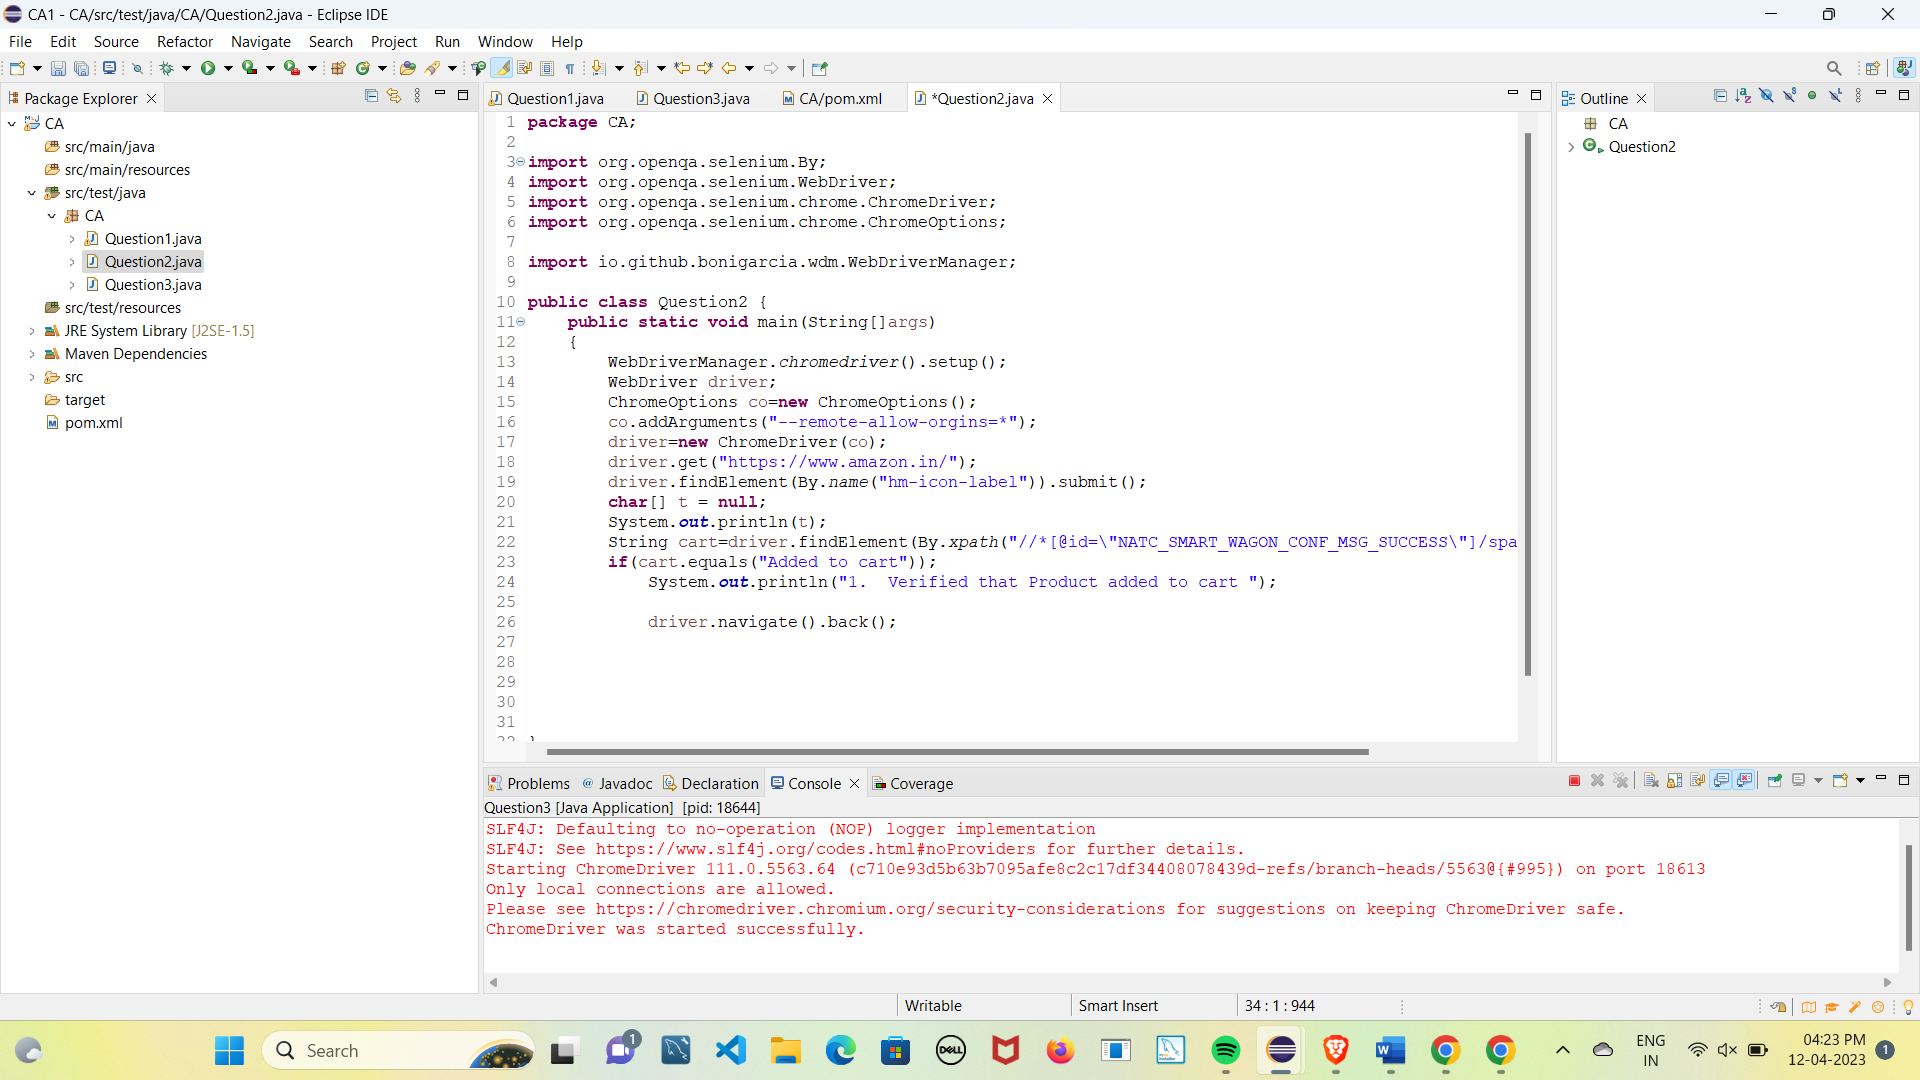 CA1 - CA/src/test/java/CA/Question2.java - Eclipse IDE
File Edit Source Refactor Navigate Search Project Run Window Help
Package Explorer
CA
src/main/java
src/main/resources
src/test/java
CA
Question1.java
Question2.java
Question3.java
src/test/resources
JRE System Library [J2SE-1.5]
Maven Dependencies
src
target
pom.xml
Question1.java Question3.java CA/pom.xml *Question2.java
1 package CA;
2
3 import org.openqa.selenium.By;
4 import org.openqa.selenium.WebDriver;
5 import org.openqa.selenium.chrome.ChromeDriver;
6 import org.openqa.selenium.chrome.ChromeOptions;
7
8 import io.github.bonigarcia.wdm.WebDriverManager;
9
10 public class Question2 {
11 public static void main(String[]args)
12 {
13 WebDriverManager.chromedriver().setup();
14 WebDriver driver;
15 ChromeOptions co=new ChromeOptions();
16 co.addArguments("--remote-allow-orgins=*");
17 driver=new ChromeDriver(co);
18 driver.get("https://www.amazon.in/");
19 driver.findElement(By.name("hm-icon-label")).submit();
20 char[] t = null;
21 System.out.println(t);
22 String cart=driver.findElement(By.xpath("//*[@id=\"NATC_SMART_WAGON_CONF_MSG_SUCCESS\"]/spa
23 if(cart.equals("Added to cart"));
24 System.out.println("1.  Verified that Product added to cart ");
25
26 driver.navigate().back();
27
28
29
30
31
32 }
Outline
CA
Question2
Problems @ Javadoc Declaration Console Coverage
Question3 [Java Application] [pid: 18644]
SLF4J: Defaulting to no-operation (NOP) logger implementation
SLF4J: See https://www.slf4j.org/codes.html#noProviders for further details.
Starting ChromeDriver 111.0.5563.64 (c710e93d5b63b7095afe8c2c17df34408078439d-refs/branch-heads/5563@{#995}) on port 18613
Only local connections are allowed.
Please see https://chromedriver.chromium.org/security-considerations for suggestions on keeping ChromeDriver safe.
ChromeDriver was started successfully.
Writable Smart Insert 34 : 1 : 944
Search
1
DELL
ENG
IN
04:23 PM
12-04-2023
1